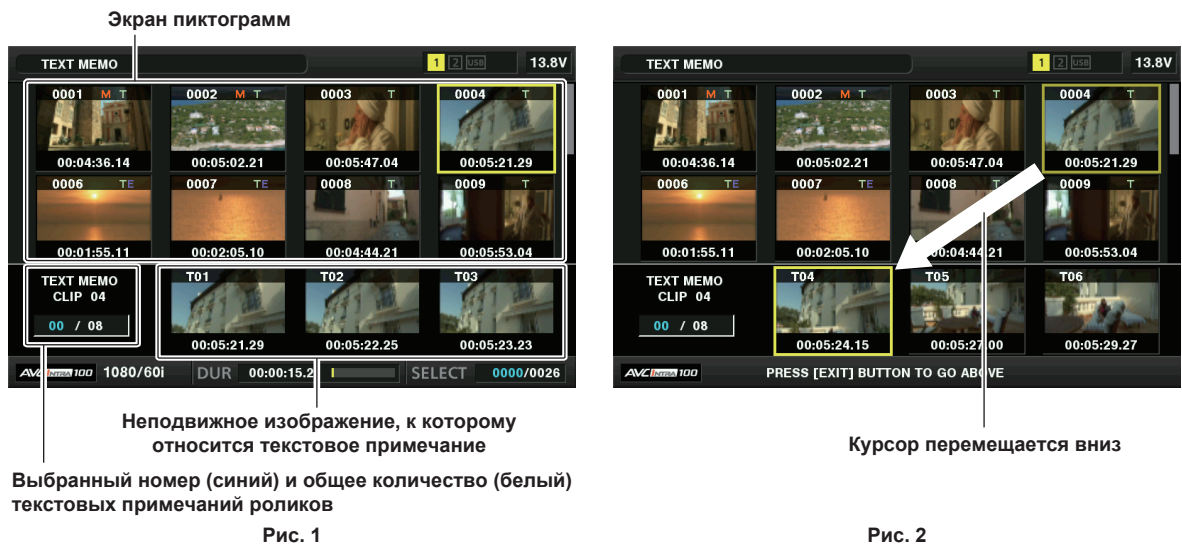 Экран пиктограмм
TEXT MEMO
1 2 USB
13.8V
0001 M T
0002 M T
0003 T
0004 T
00:04:36.14
00:05:02.21
00:05:47.04
00:05:21.29
0006 TE
0007 TE
0008 T
0009 T
00:01:55.11
00:02:05.10
00:04:44.21
00:05:53.04
TEXT MEMO
CLIP 04
00 / 08
T01
T02
T03
00:05:21.29
00:05:22.25
00:05:23.23
AVC INTRA 100
1080/60i
DUR 00:00:15.2
SELECT 0000/0026
Неподвижное изображение, к которому
относится текстовое примечание
Выбранный номер (синий) и общее количество (белый)
текстовых примечаний роликов
Рис. 1
TEXT MEMO
1 2 USB
13.8V
0001 M T
0002 M T
0003 T
0004 T
00:04:36.14
00:05:02.21
00:05:47.04
00:05:21.29
0006 TE
0007 TE
0008 T
0009 T
00:01:55.11
00:02:05.10
00:04:44.21
00:05:53.04
TEXT MEMO
CLIP 04
00 / 08
T04
T05
T06
00:05:24.15
00:05:27.00
00:05:29.27
AVC INTRA 100
PRESS [EXIT] BUTTON TO GO ABOVE
Курсор перемещается вниз
Рис. 2